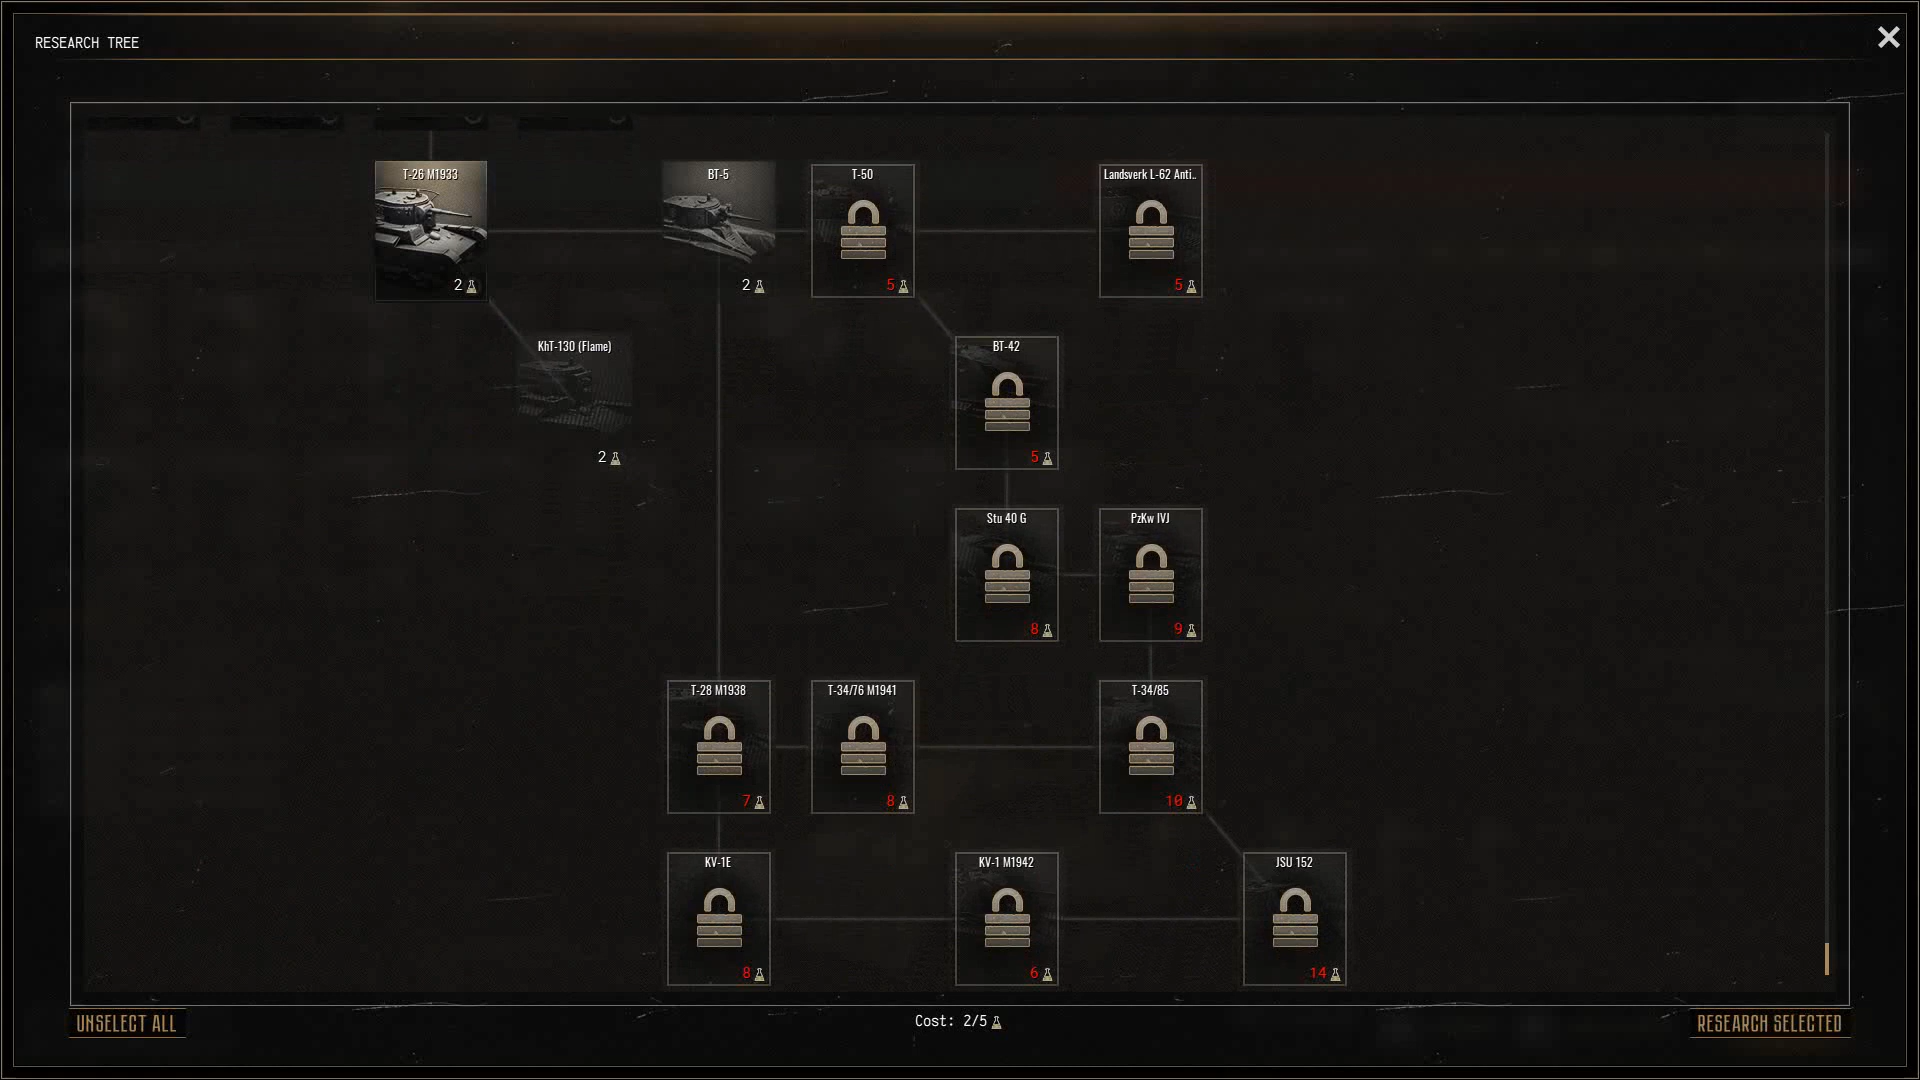 RESEARCH TREE
T-26 M1933
BT-5
T-50
Landsverk L-62 Anti..
2
2
5
5
KhT-130 (Flame)
BT-42
2
5
Stu 40 G
PzKw IVJ
8
9
T-28 M1938
T-34/76 M1941
T-34/85
7
8
10
KV-1E
KV-1 M1942
JSU 152
8
6
14
UNSELECT ALL
Cost: 2/5
RESEARCH SELECTED